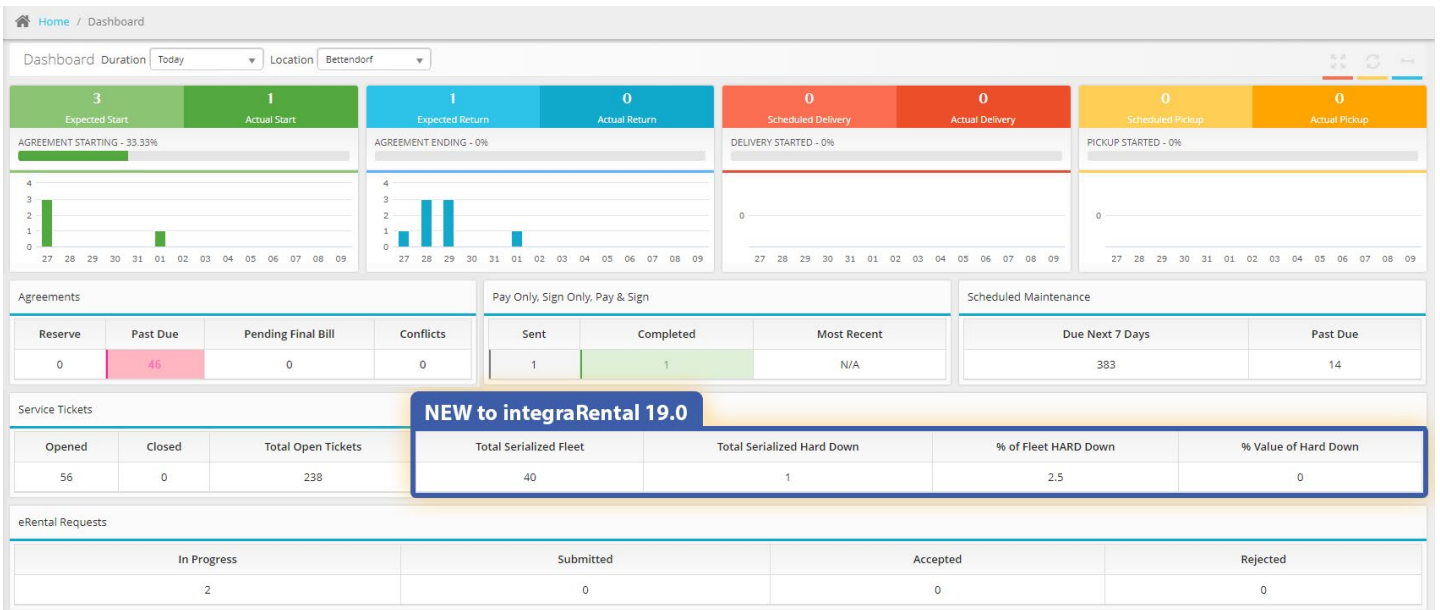 Home / Dashboard
Dashboard Duration Today Location Bettendorf
3 1 1 0 0 0 0 0
Expected Start Actual Start Expected Return Actual Return Scheduled Delivery Actual Delivery Scheduled Pickup Actual Pickup
AGREEMENT STARTING - 33.33% AGREEMENT ENDING - 0% DELIVERY STARTED - 0% PICKUP STARTED - 0%
4 4
3 3
2 2 0 0
1 1
0 0
27 28 29 30 31 01 02 03 04 05 06 07 08 09 27 28 29 30 31 01 02 03 04 05 06 07 08 09 27 28 29 30 31 01 02 03 04 05 06 07 08 09 27 28 29 30 31 01 02 03 04 05 06 07 08 09
Agreements Pay Only, Sign Only, Pay & Sign Scheduled Maintenance
Reserve Past Due Pending Final Bill Conflicts Sent Completed Most Recent Due Next 7 Days Past Due
0 46 0 0 1 1 N/A 383 14
Service Tickets NEW to integraRental 19.0
Opened Closed Total Open Tickets Total Serialized Fleet Total Serialized Hard Down % of Fleet HARD Down % Value of Hard Down
56 0 238 40 1 2.5 0
eRental Requests
In Progress Submitted Accepted Rejected
2 0 0 0